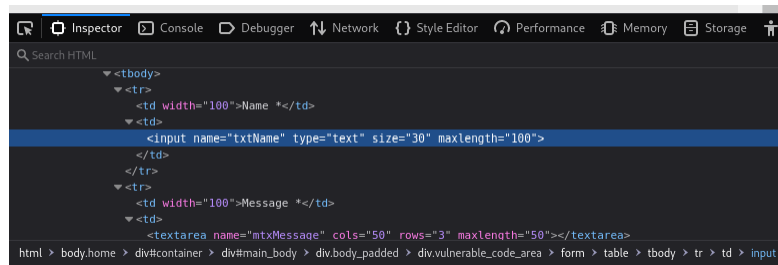 Inspector Console Debugger Network Style Editor Performance Memory Storage
Search HTML
<tbody>
<tr>
<td width="100">Name *</td>
<td>
<input name="txtName" type="text" size="30" maxlength="100">
</td>
</tr>
<tr>
<td width="100">Message *</td>
<td>
<textarea name="mtxMessage" cols="50" rows="3" maxlength="50"></textarea>
html > body.home > div#container > div#main_body > div.body_padded > div.vulnerable_code_area > form > table > tbody > tr > td > input